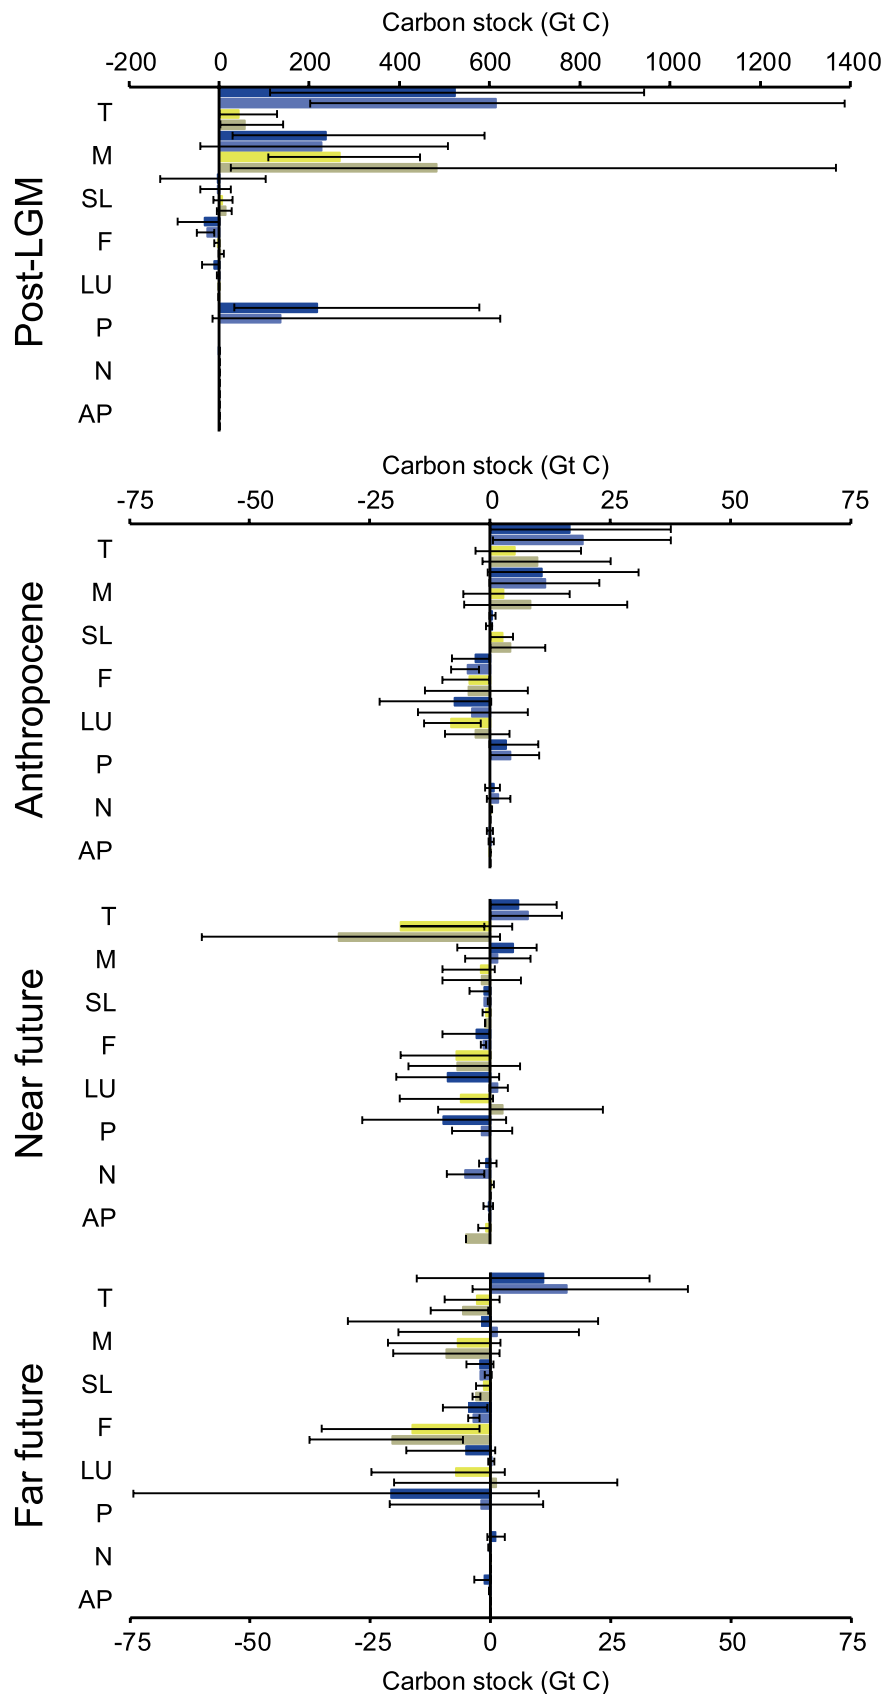 Carbon stock (Gt C)
-200 0 200 400 600 800 1000 1200 1400
Post-LGM
T
M
SL
F
LU
P
N
AP
Carbon stock (Gt C)
-75 -50 -25 0 25 50 75
Anthropocene
T
M
SL
F
LU
P
N
AP
Near future
T
M
SL
F
LU
P
N
AP
Far future
T
M
SL
F
LU
P
N
AP
-75 -50 -25 0 25 50 75
Carbon stock (Gt C)